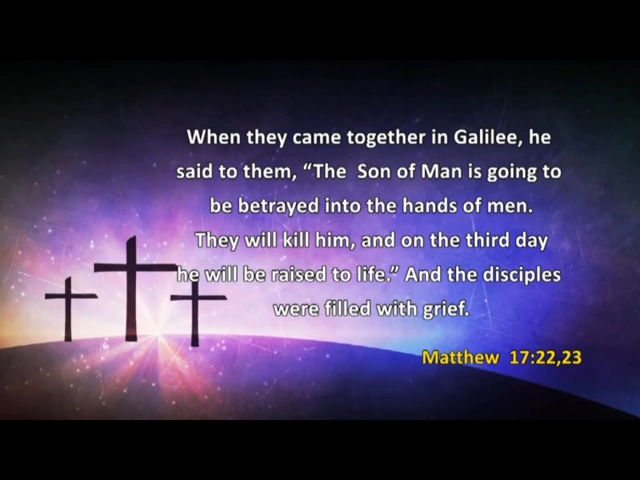 When they came together in Galilee, he
said to them, “The  Son of Man is going to
be betrayed into the hands of men.
They will kill him, and on the third day
he will be raised to life.” And the disciples
were filled with grief.
Matthew  17:22,23